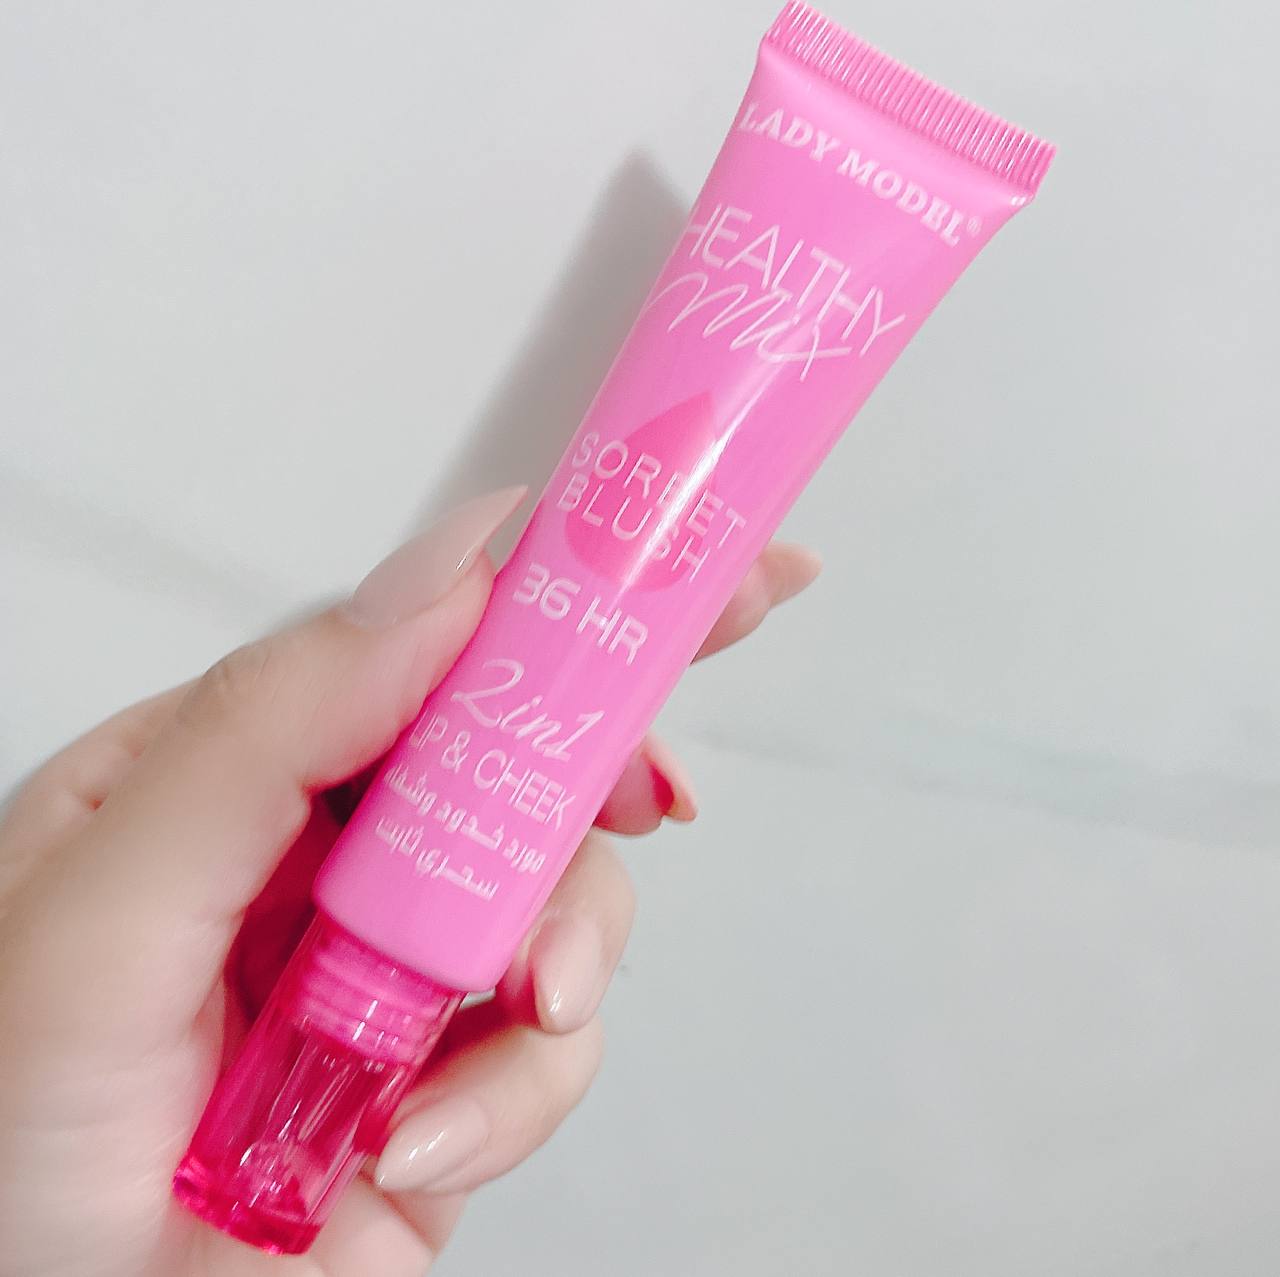 LADY MODEL®
HEALTHY
Mix
SORBET
BLUSH
36 HR
2in1
LIP & CHEEK
مورد خدود وشفاه
سحري ثابت